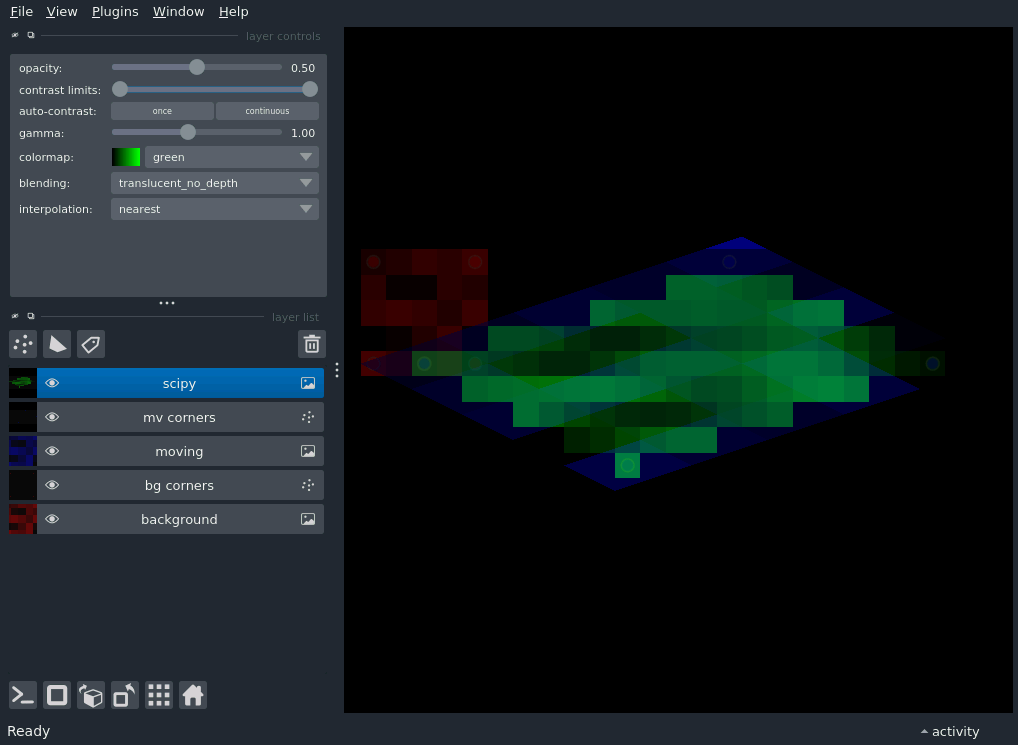 File View Plugins Window Help
layer controls
opacity: 0.50
contrast limits:
auto-contrast: once continuous
gamma: 1.00
colormap: green
blending: translucent_no_depth
interpolation: nearest
layer list
scipy
mv corners
moving
bg corners
background
Ready
activity